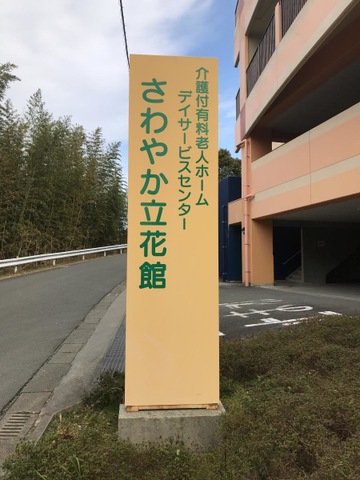 介護付有料老人ホーム
デイサービスセンター
さわやか立花館